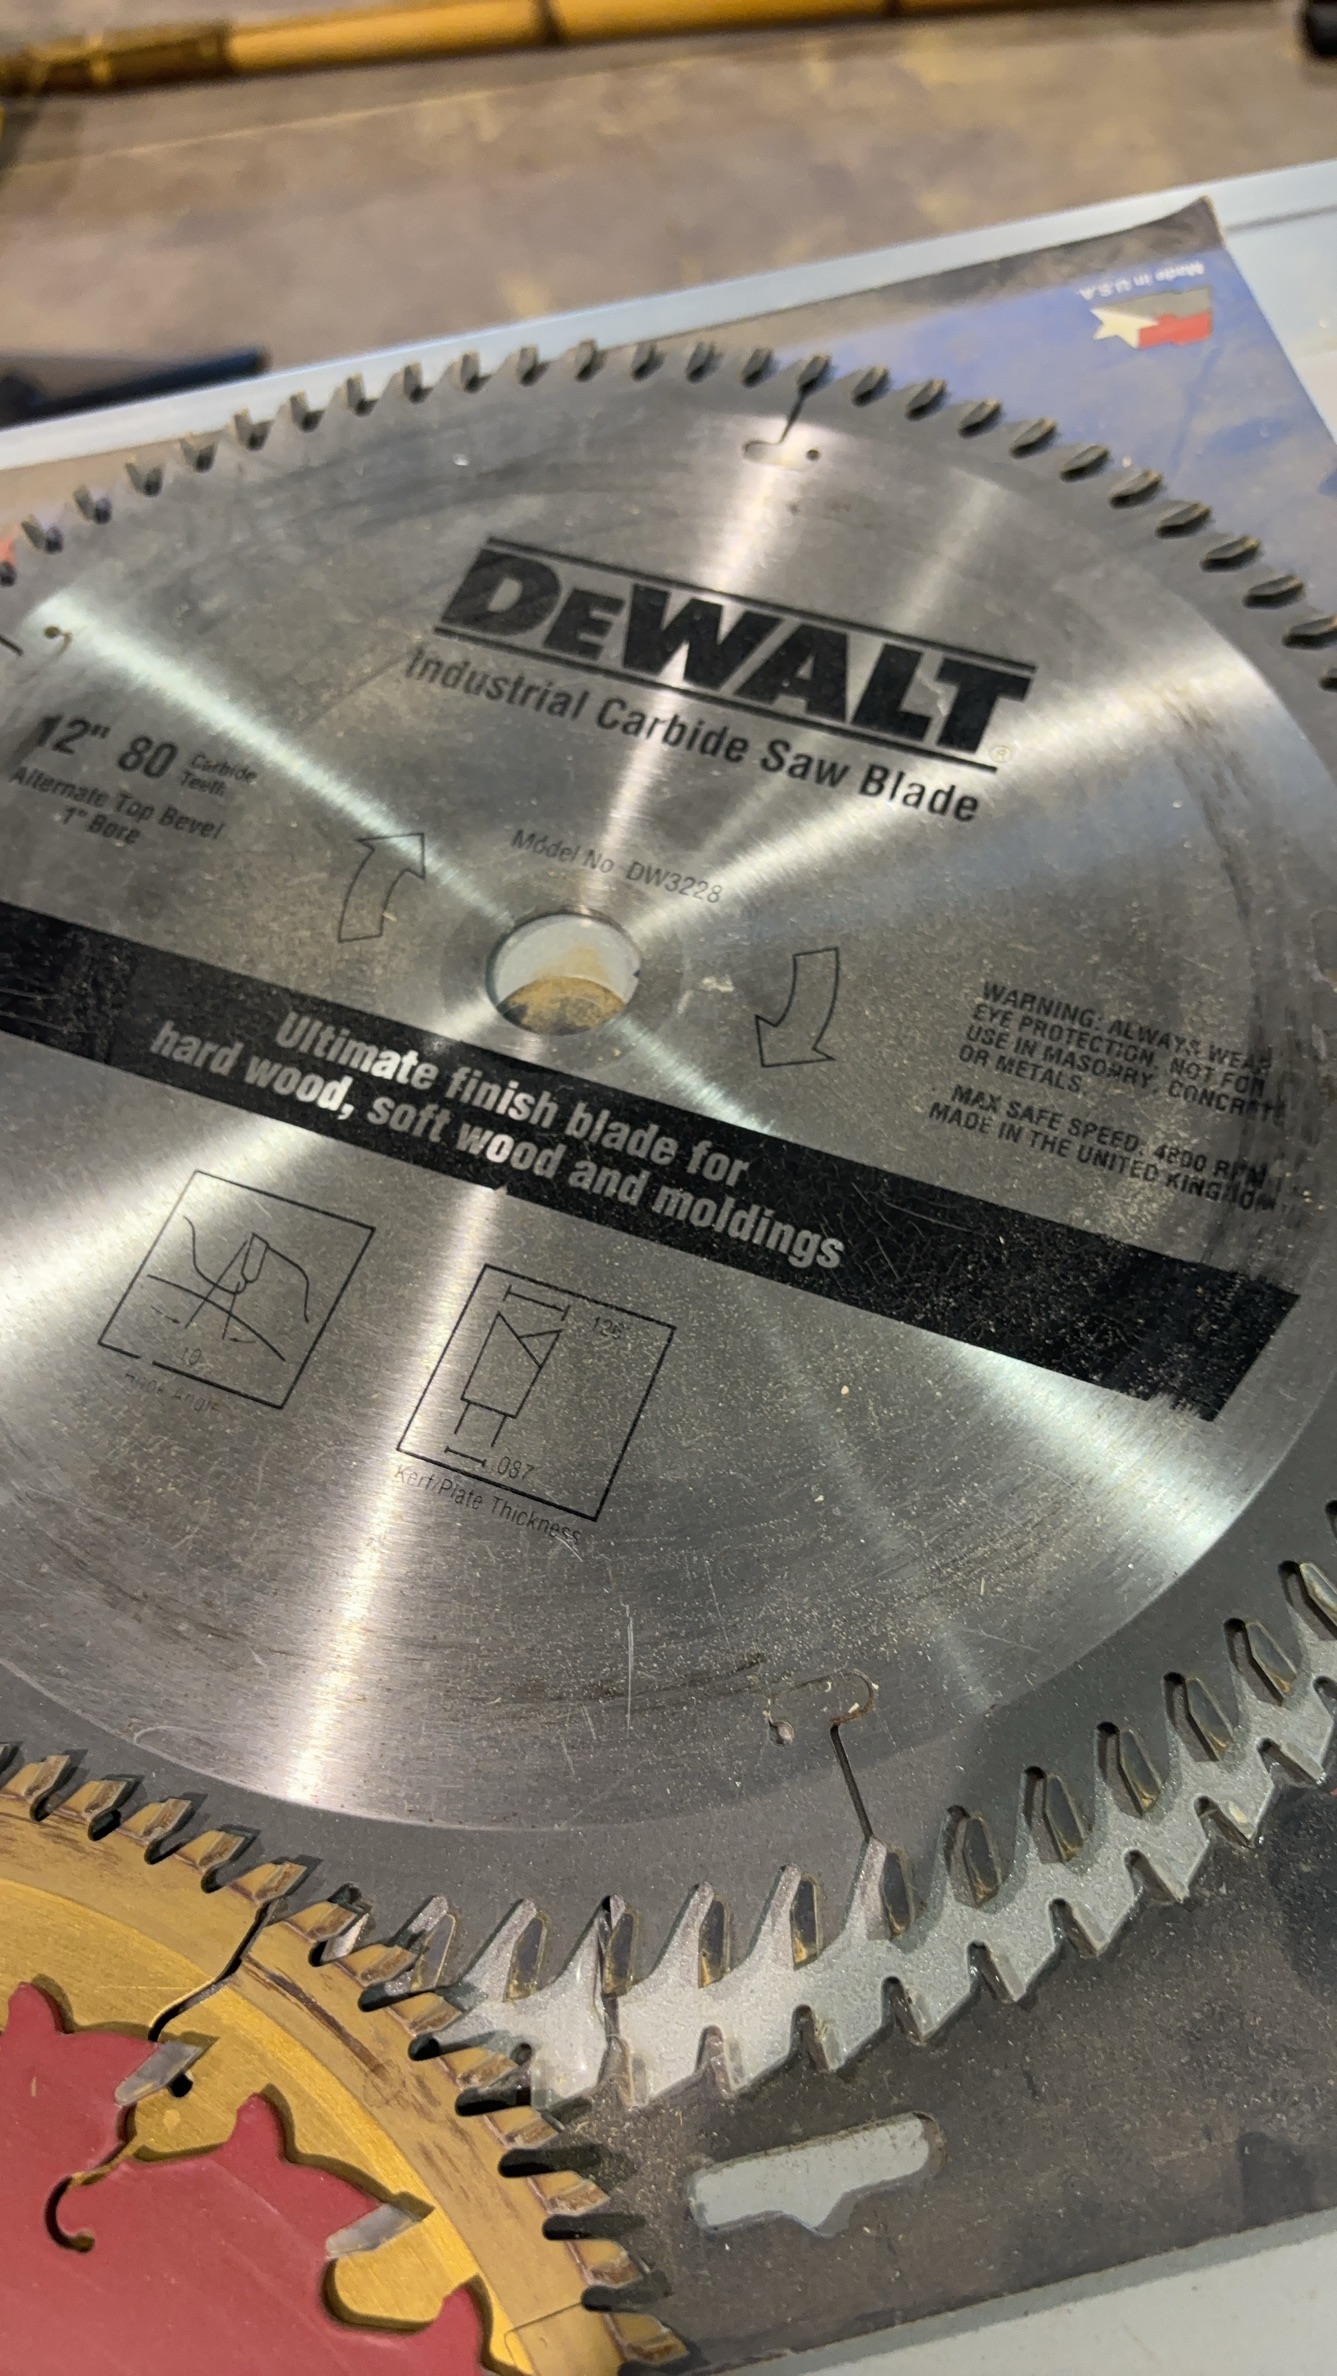 Made in U.S.A.
DEWALT®
Industrial Carbide Saw Blade
12" 80 Carbide
Teeth
Alternate Top Bevel
1" Bore
Model No DW3228
WARNING: ALWAYS WEAR
EYE PROTECTION. NOT FOR
USE IN MASONRY, CONCRETE
OR METALS.
MAX SAFE SPEED: 4800 RPM
MADE IN THE UNITED KINGDOM
Ultimate finish blade for
hard wood, soft wood and moldings
10
Angle
.126
.087
Kerf/Plate Thickness